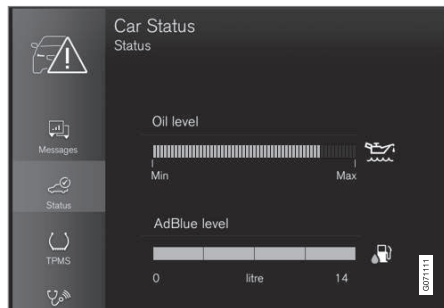 Car Status
Status
Messages
Status
TPMS
Oil level
Min Max
AdBlue level
0 litre 14
G071111